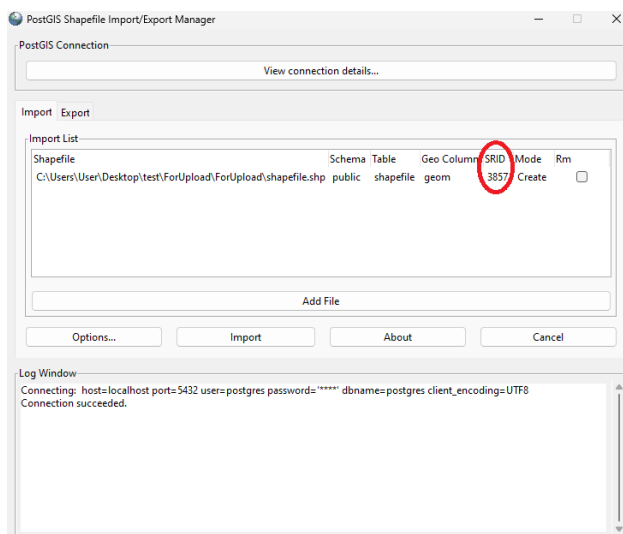 PostGIS Shapefile Import/Export Manager
PostGIS Connection
View connection details...
Import Export
Import List
Shapefile Schema Table Geo Column SRID Mode Rm
C:\Users\User\Desktop\test\ForUpload\ForUpload\shapefile.shp public shapefile geom 3857 Create
Add File
Options... Import About Cancel
Log Window
Connecting: host=localhost port=5432 user=postgres password='****' dbname=postgres client_encoding=UTF8
Connection succeeded.